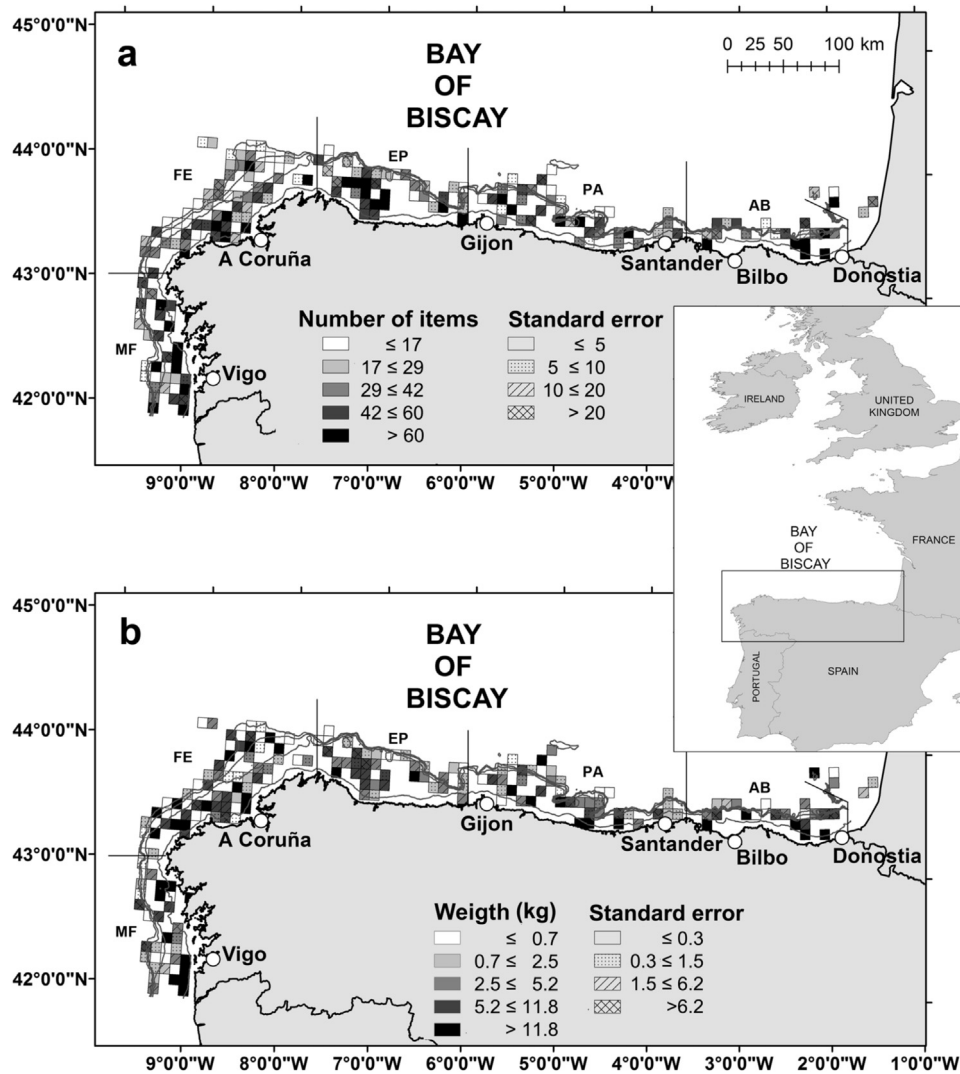 45°0'0"N
44°0'0"N
43°0'0"N
42°0'0"N
a
BAY
OF
BISCAY
0 25 50 100 km
FE
EP
PA
AB
MF
A Coruña
Gijon
Santander
Bilbo
Donostia
Vigo
Number of items
≤ 17
17 ≤ 29
29 ≤ 42
42 ≤ 60
> 60
Standard error
≤ 5
5 ≤ 10
10 ≤ 20
> 20
9°0'0"W 8°0'0"W 7°0'0"W 6°0'0"W 5°0'0"W 4°0'0"W
IRELAND
UNITED
KINGDOM
BAY
OF
BISCAY
FRANCE
PORTUGAL
SPAIN
45°0'0"N
44°0'0"N
43°0'0"N
42°0'0"N
b
BAY
OF
BISCAY
FE
EP
PA
AB
MF
A Coruña
Gijon
Santander
Bilbo
Donostia
Vigo
Weigth (kg)
≤ 0.7
0.7 ≤ 2.5
2.5 ≤ 5.2
5.2 ≤ 11.8
> 11.8
Standard error
≤ 0.3
0.3 ≤ 1.5
1.5 ≤ 6.2
>6.2
9°0'0"W 8°0'0"W 7°0'0"W 6°0'0"W 5°0'0"W 4°0'0"W 3°0'0"W 2°0'0"W 1°0'0"W